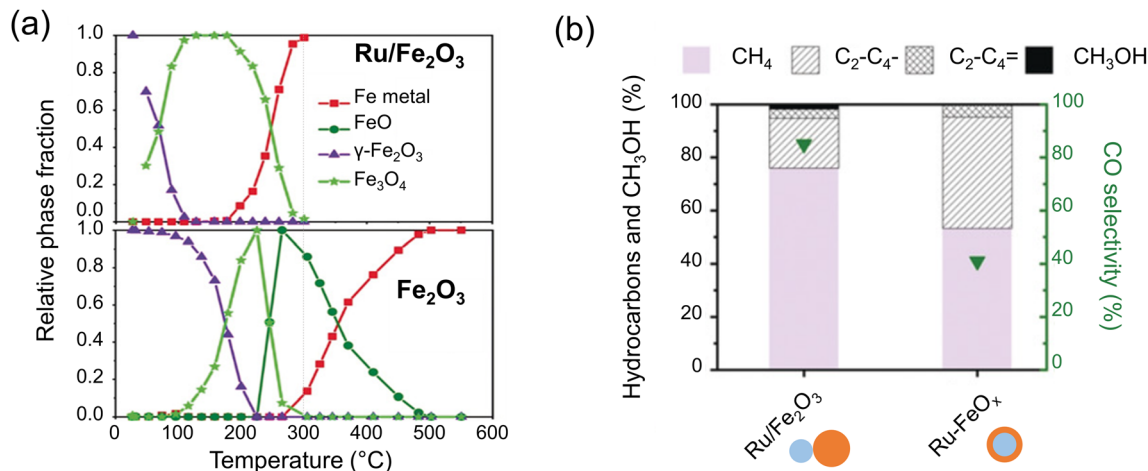 (a)
Relative phase fraction
1.0
0.8
0.6
0.4
0.2
0.0
Ru/Fe₂O₃
Fe metal
FeO
γ-Fe₂O₃
Fe₃O₄
1.0
0.8
0.6
0.4
0.2
0.0
Fe₂O₃
0 100 200 300 400 500 600
Temperature (°C)
(b)
CH₄ C₂-C₄- C₂-C₄= CH₃OH
Hydrocarbons and CH₃OH (%)
100
80
60
40
20
0
100
80
60
40
20
0
CO selectivity (%)
Ru/Fe₂O₃
Ru-FeOₓ